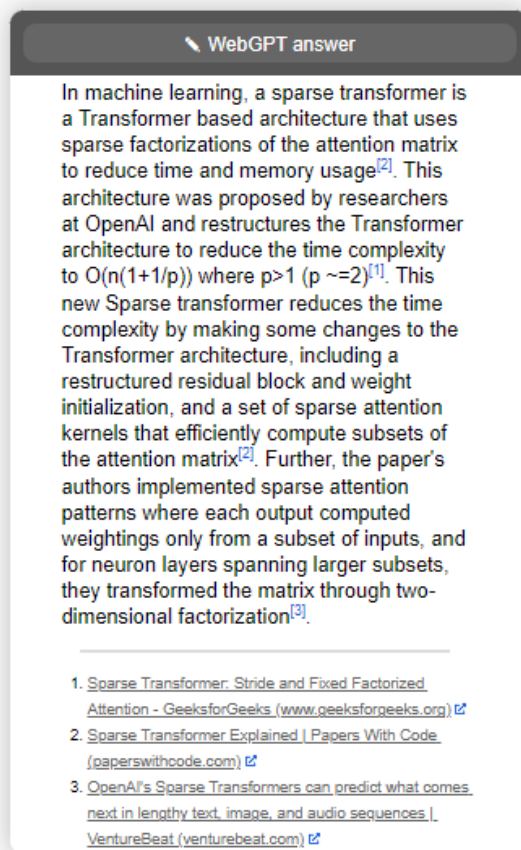 WebGPT answer
In machine learning, a sparse transformer is
a Transformer based architecture that uses
sparse factorizations of the attention matrix
to reduce time and memory usage[2]. This
architecture was proposed by researchers
at OpenAI and restructures the Transformer
architecture to reduce the time complexity
to O(n(1+1/p)) where p>1 (p ~=2)[1]. This
new Sparse transformer reduces the time
complexity by making some changes to the
Transformer architecture, including a
restructured residual block and weight
initialization, and a set of sparse attention
kernels that efficiently compute subsets of
the attention matrix[2]. Further, the paper's
authors implemented sparse attention
patterns where each output computed
weightings only from a subset of inputs, and
for neuron layers spanning larger subsets,
they transformed the matrix through two-
dimensional factorization[3].
1. Sparse Transformer: Stride and Fixed Factorized
Attention - GeeksforGeeks (www.geeksforgeeks.org)
2. Sparse Transformer Explained | Papers With Code
(paperswithcode.com)
3. OpenAI's Sparse Transformers can predict what comes
next in lengthy text, image, and audio sequences |
VentureBeat (venturebeat.com)